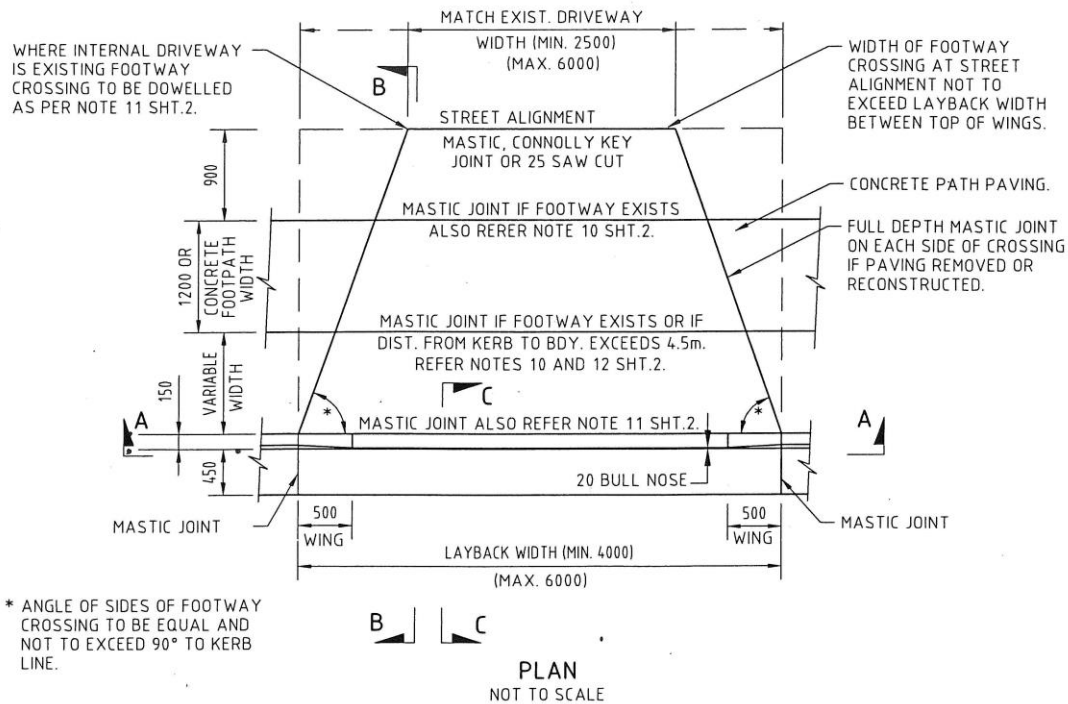 MATCH EXIST. DRIVEWAY
WIDTH (MIN. 2500)
(MAX. 6000)
WHERE INTERNAL DRIVEWAY
IS EXISTING FOOTWAY
CROSSING TO BE DOWELLED
AS PER NOTE 11 SHT.2.
B
WIDTH OF FOOTWAY
CROSSING AT STREET
ALIGNMENT NOT TO
EXCEED LAYBACK WIDTH
BETWEEN TOP OF WINGS.
STREET ALIGNMENT
MASTIC, CONNOLLY KEY
JOINT OR 25 SAW CUT
900
CONCRETE PATH PAVING.
MASTIC JOINT IF FOOTWAY EXISTS
ALSO RERER NOTE 10 SHT.2.
FULL DEPTH MASTIC JOINT
ON EACH SIDE OF CROSSING
IF PAVING REMOVED OR
RECONSTRUCTED.
1200 OR
CONCRETE
FOOTPATH
WIDTH
MASTIC JOINT IF FOOTWAY EXISTS OR IF
DIST. FROM KERB TO BDY. EXCEEDS 4.5m.
REFER NOTES 10 AND 12 SHT.2.
VARIABLE
WIDTH
150
C
*
*
A
MASTIC JOINT ALSO REFER NOTE 11 SHT.2.
A
450
20 BULL NOSE
MASTIC JOINT
500
WING
500
WING
MASTIC JOINT
LAYBACK WIDTH (MIN. 4000)
(MAX. 6000)
* ANGLE OF SIDES OF FOOTWAY
CROSSING TO BE EQUAL AND
NOT TO EXCEED 90° TO KERB
LINE.
B
C
PLAN
NOT TO SCALE